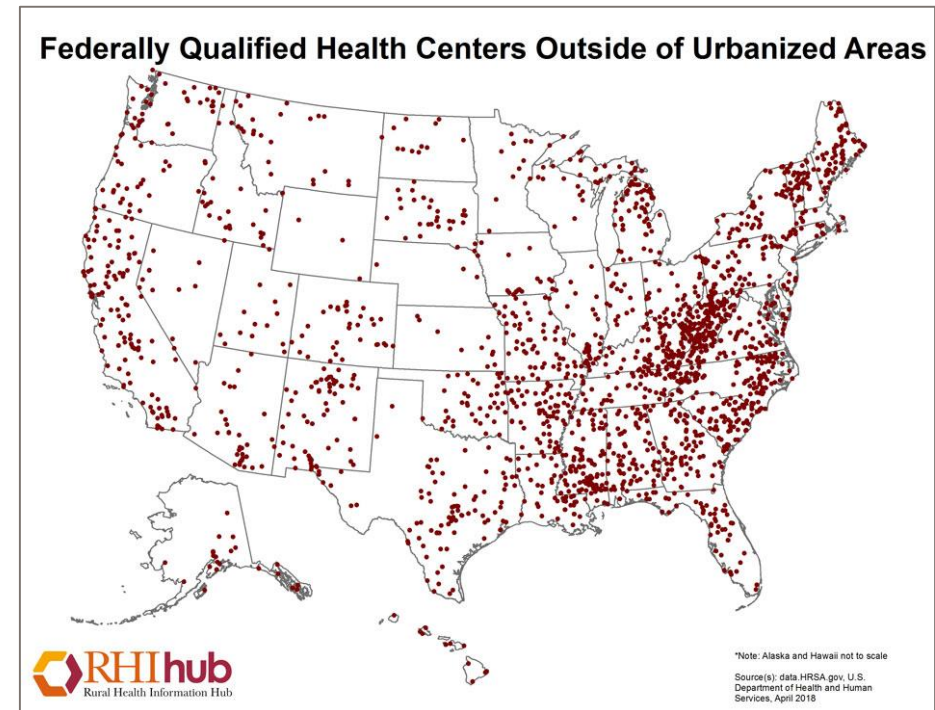 Federally Qualified Health Centers Outside of Urbanized Areas
*Note: Alaska and Hawaii not to scale
RHIhub
Rural Health Information Hub
Source(s): data.HRSA.gov, U.S.
Department of Health and Human
Services, April 2018